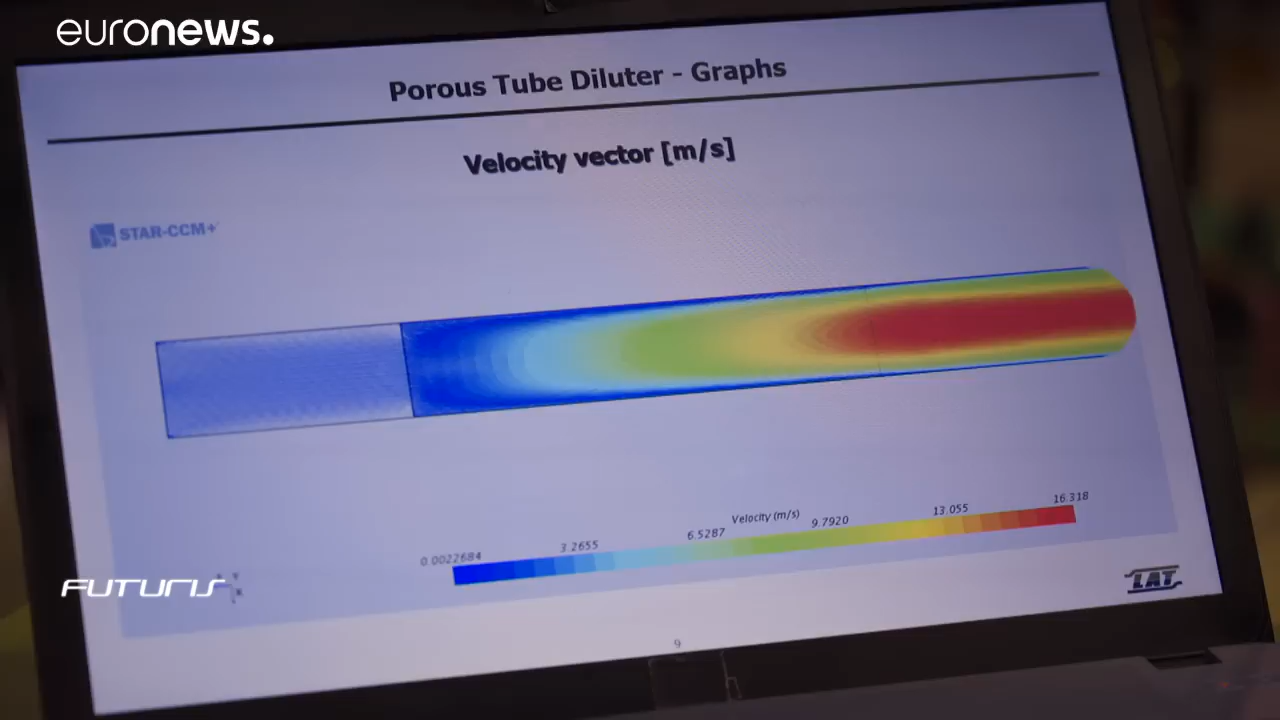 euronews.
Porous Tube Diluter - Graphs
Velocity vector [m/s]
STAR-CCM+
Velocity (m/s)
0.0022684 3.2655 6.5287 9.7920 13.055 16.318
FUTURIS
LAT
9